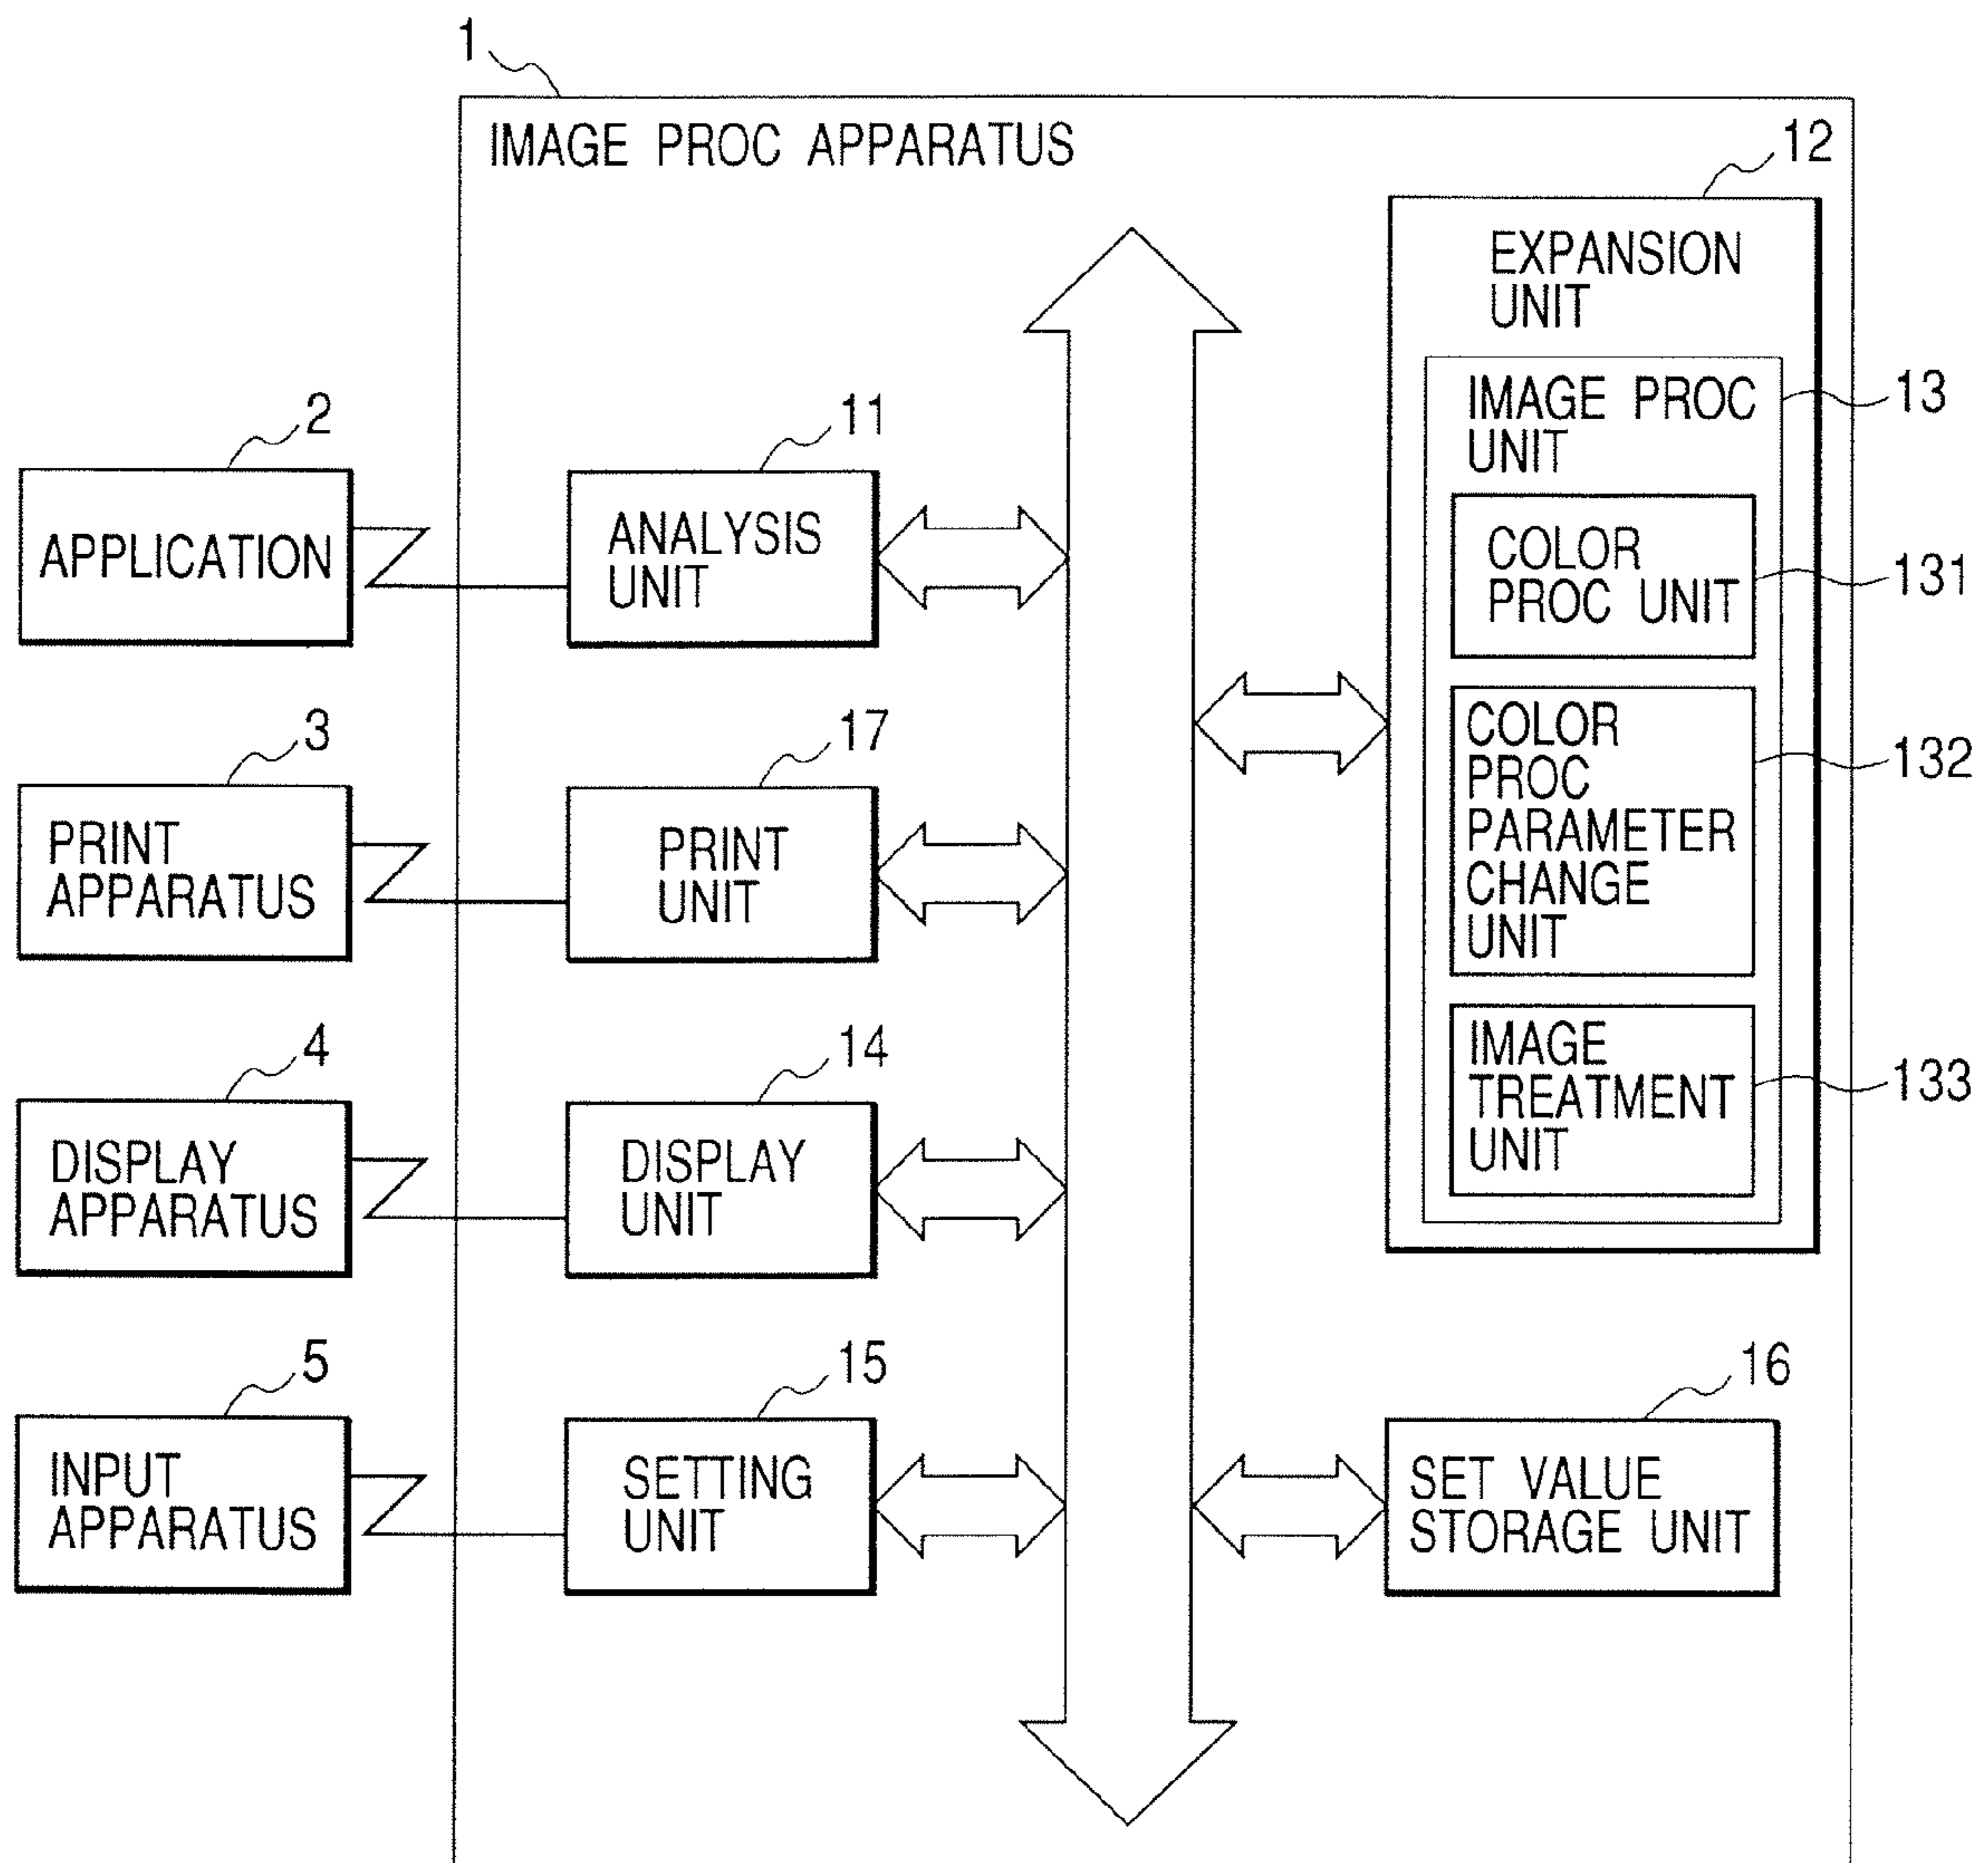 1
IMAGE PROC APPARATUS
12
EXPANSION
UNIT
13
IMAGE PROC
UNIT
131
COLOR
PROC UNIT
132
COLOR
PROC
PARAMETER
CHANGE
UNIT
133
IMAGE
TREATMENT
UNIT
2
APPLICATION
11
ANALYSIS
UNIT
3
PRINT
APPARATUS
17
PRINT
UNIT
4
DISPLAY
APPARATUS
14
DISPLAY
UNIT
5
INPUT
APPARATUS
15
SETTING
UNIT
16
SET VALUE
STORAGE UNIT